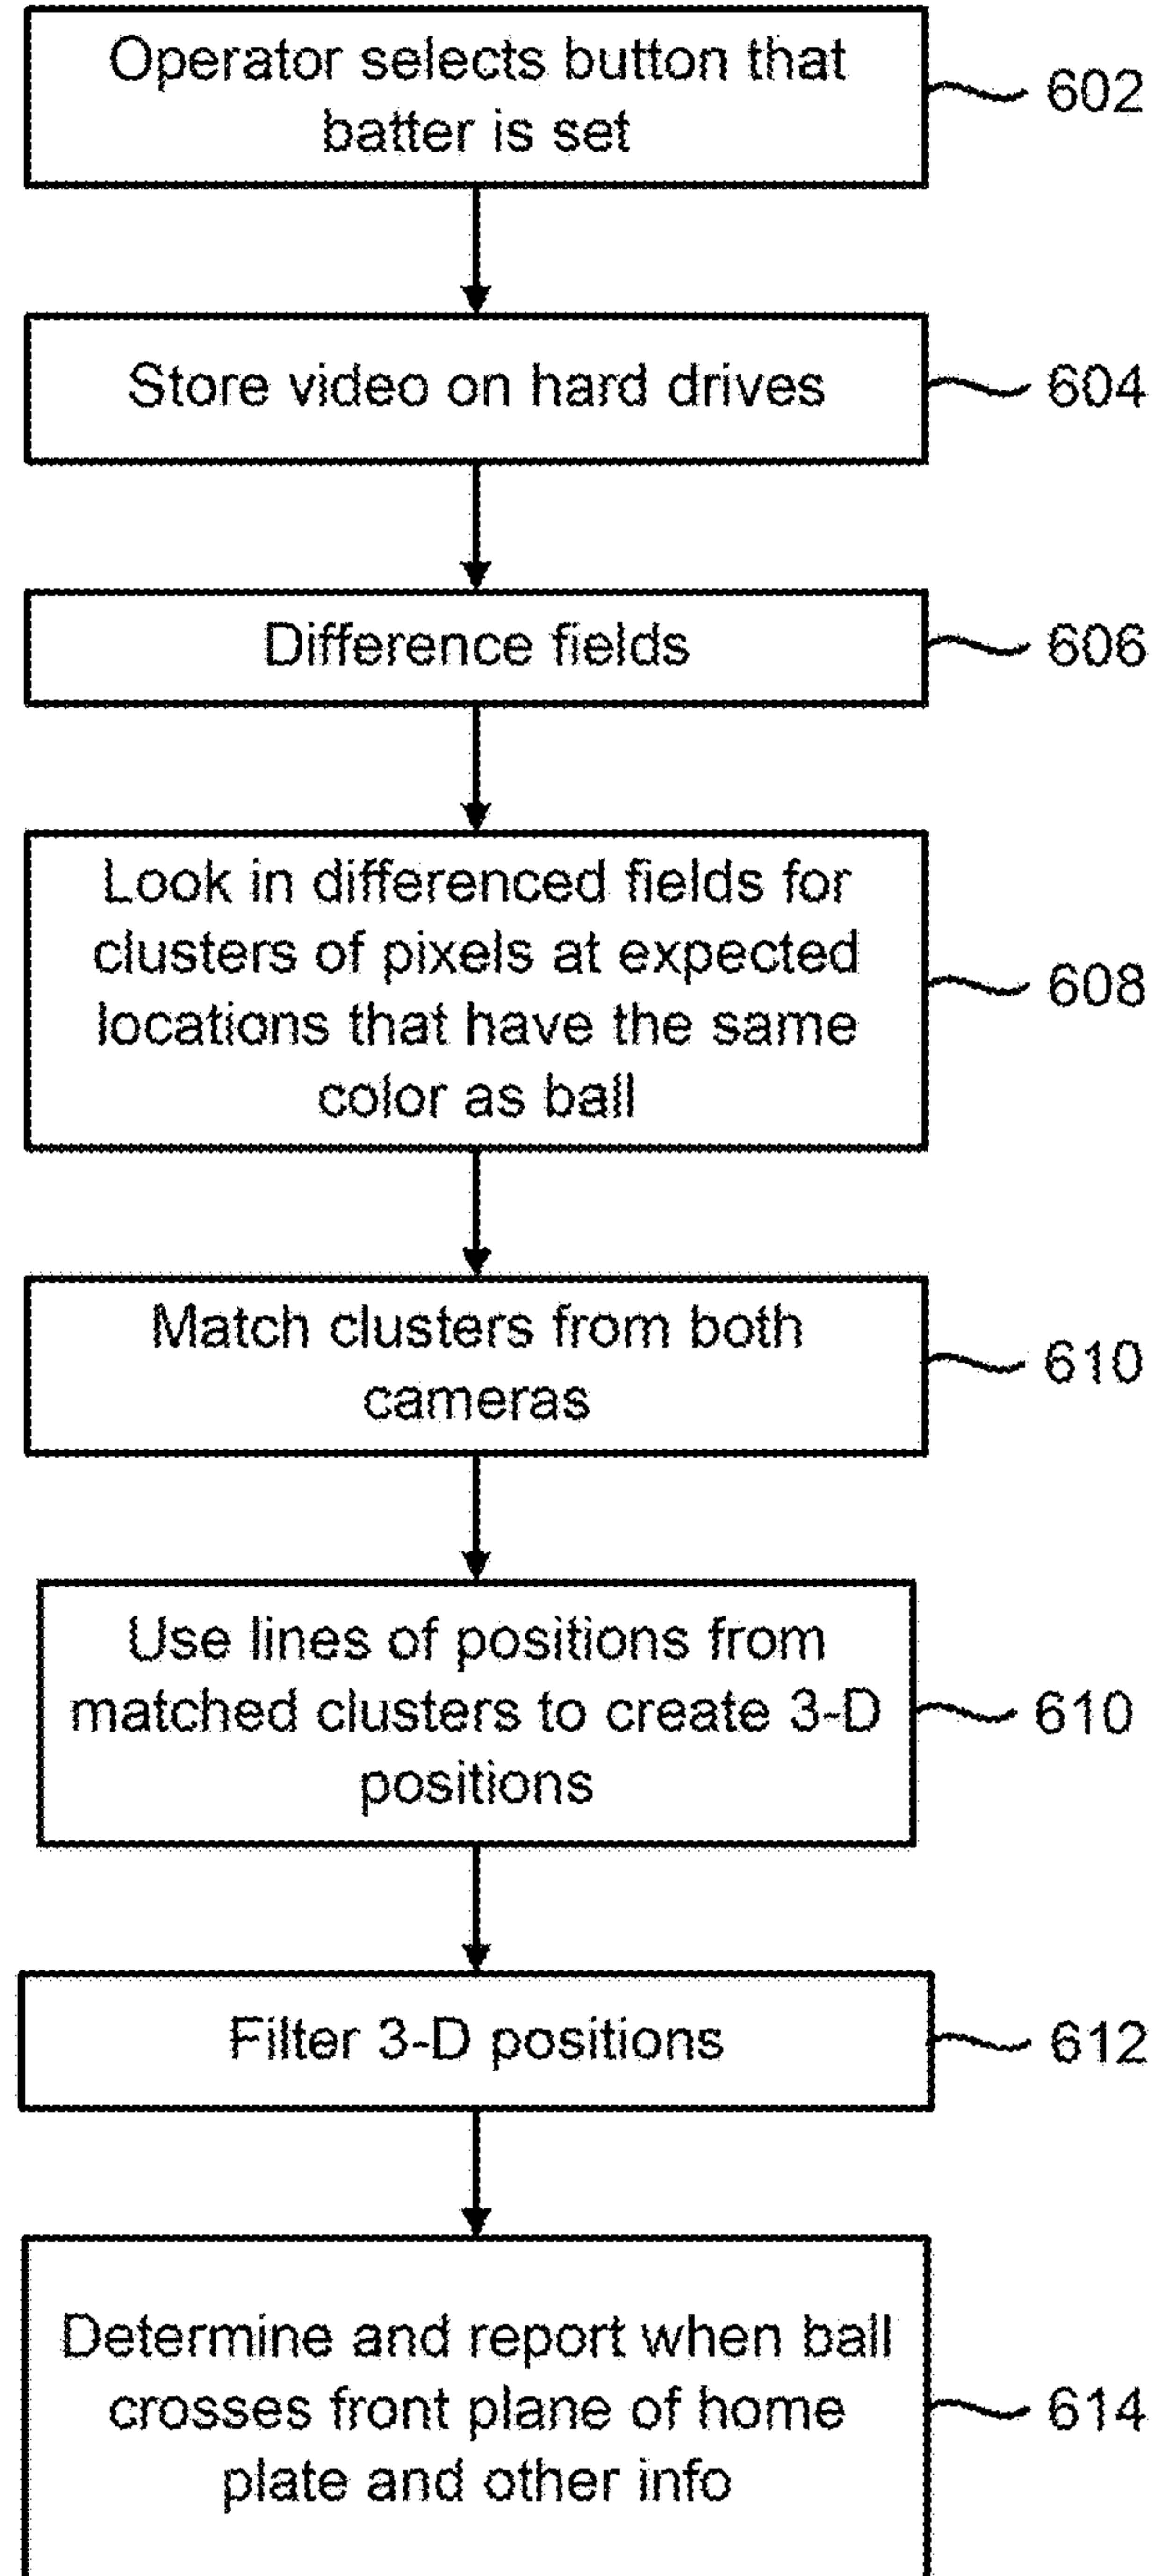 Operator selects button that
batter is set
602
Store video on hard drives
604
Difference fields
606
Look in differenced fields for
clusters of pixels at expected
locations that have the same
color as ball
608
Match clusters from both
cameras
610
Use lines of positions from
matched clusters to create 3-D
positions
610
Filter 3-D positions
612
Determine and report when ball
crosses front plane of home
plate and other info
614